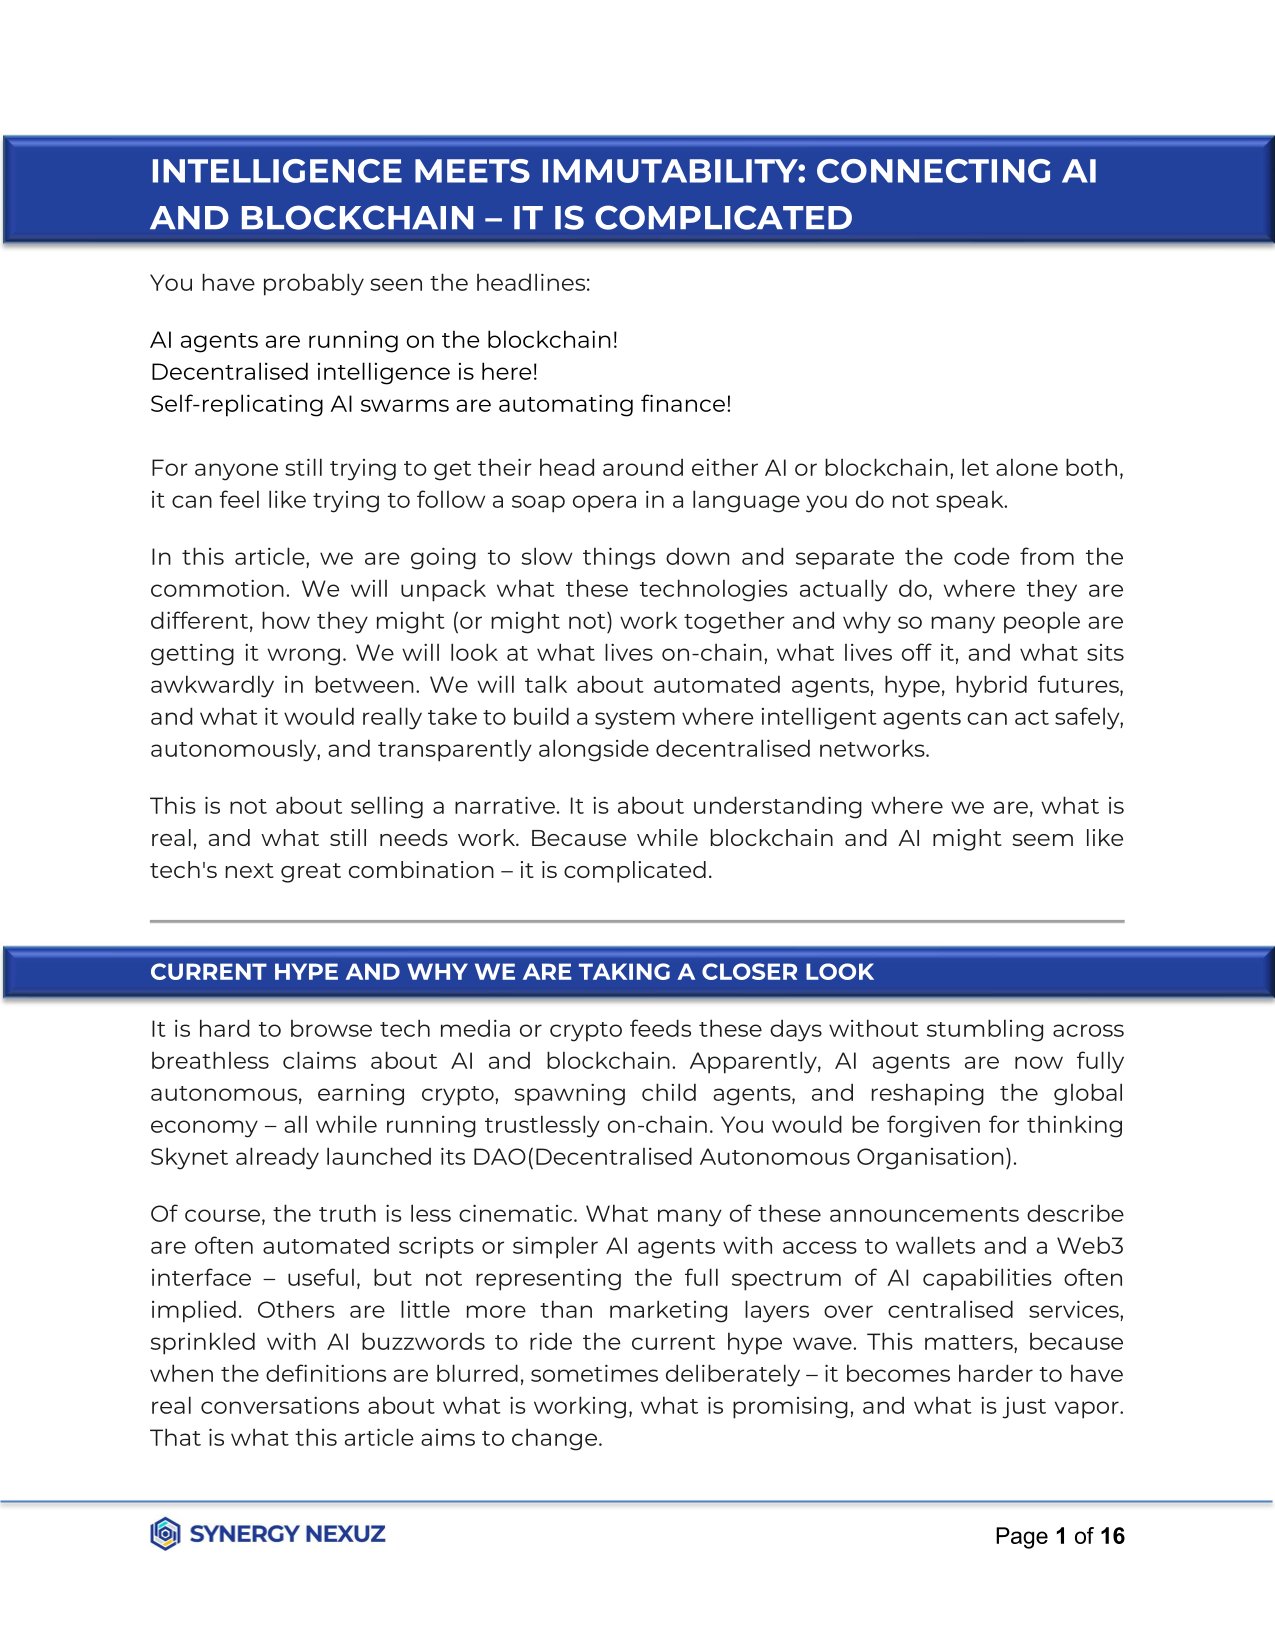 INTELLIGENCE MEETS IMMUTABILITY: CONNECTING AI
AND BLOCKCHAIN – IT IS COMPLICATED
You have probably seen the headlines:
AI agents are running on the blockchain!
Decentralised intelligence is here!
Self-replicating AI swarms are automating finance!
For anyone still trying to get their head around either AI or blockchain, let alone both,
it can feel like trying to follow a soap opera in a language you do not speak.
In this article, we are going to slow things down and separate the code from the
commotion. We will unpack what these technologies actually do, where they are
different, how they might (or might not) work together and why so many people are
getting it wrong. We will look at what lives on-chain, what lives off it, and what sits
awkwardly in between. We will talk about automated agents, hype, hybrid futures,
and what it would really take to build a system where intelligent agents can act safely,
autonomously, and transparently alongside decentralised networks.
This is not about selling a narrative. It is about understanding where we are, what is
real, and what still needs work. Because while blockchain and AI might seem like
tech's next great combination – it is complicated.
CURRENT HYPE AND WHY WE ARE TAKING A CLOSER LOOK
It is hard to browse tech media or crypto feeds these days without stumbling across
breathless claims about AI and blockchain. Apparently, AI agents are now fully
autonomous, earning crypto, spawning child agents, and reshaping the global
economy – all while running trustlessly on-chain. You would be forgiven for thinking
Skynet already launched its DAO(Decentralised Autonomous Organisation).
Of course, the truth is less cinematic. What many of these announcements describe
are often automated scripts or simpler AI agents with access to wallets and a Web3
interface – useful, but not representing the full spectrum of AI capabilities often
implied. Others are little more than marketing layers over centralised services,
sprinkled with AI buzzwords to ride the current hype wave. This matters, because
when the definitions are blurred, sometimes deliberately – it becomes harder to have
real conversations about what is working, what is promising, and what is just vapor.
That is what this article aims to change.
SYNERGY NEXUZ
Page 1 of 16